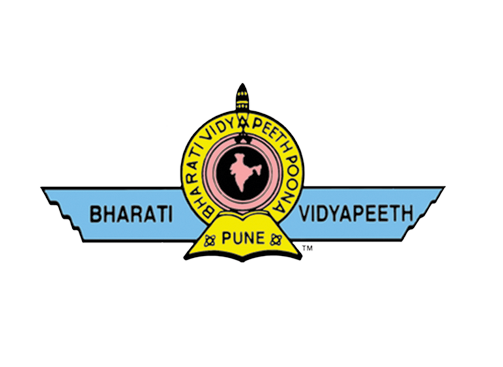 BHARATI VIDYAPEETH POONA
BHARATI VIDYAPEETH
PUNE
TM